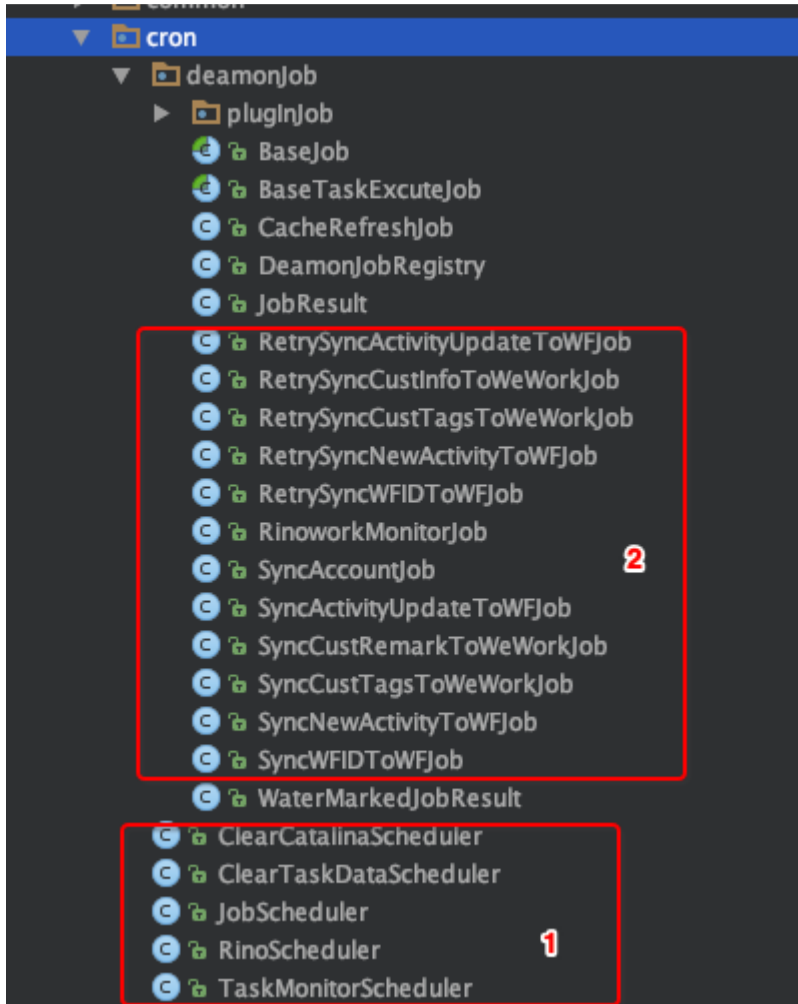 common
cron
deamonJob
plugInJob
BaseJob
BaseTaskExcuteJob
CacheRefreshJob
DeamonJobRegistry
JobResult
RetrySyncActivityUpdateToWFJob
RetrySyncCustInfoToWeWorkJob
RetrySyncCustTagsToWeWorkJob
RetrySyncNewActivityToWFJob
RetrySyncWFIDToWFJob
RinoworkMonitorJob
SyncAccountJob
2
SyncActivityUpdateToWFJob
SyncCustRemarkToWeWorkJob
SyncCustTagsToWeWorkJob
SyncNewActivityToWFJob
SyncWFIDToWFJob
WaterMarkedJobResult
ClearCatalinaScheduler
ClearTaskDataScheduler
JobScheduler
RinoScheduler
1
TaskMonitorScheduler